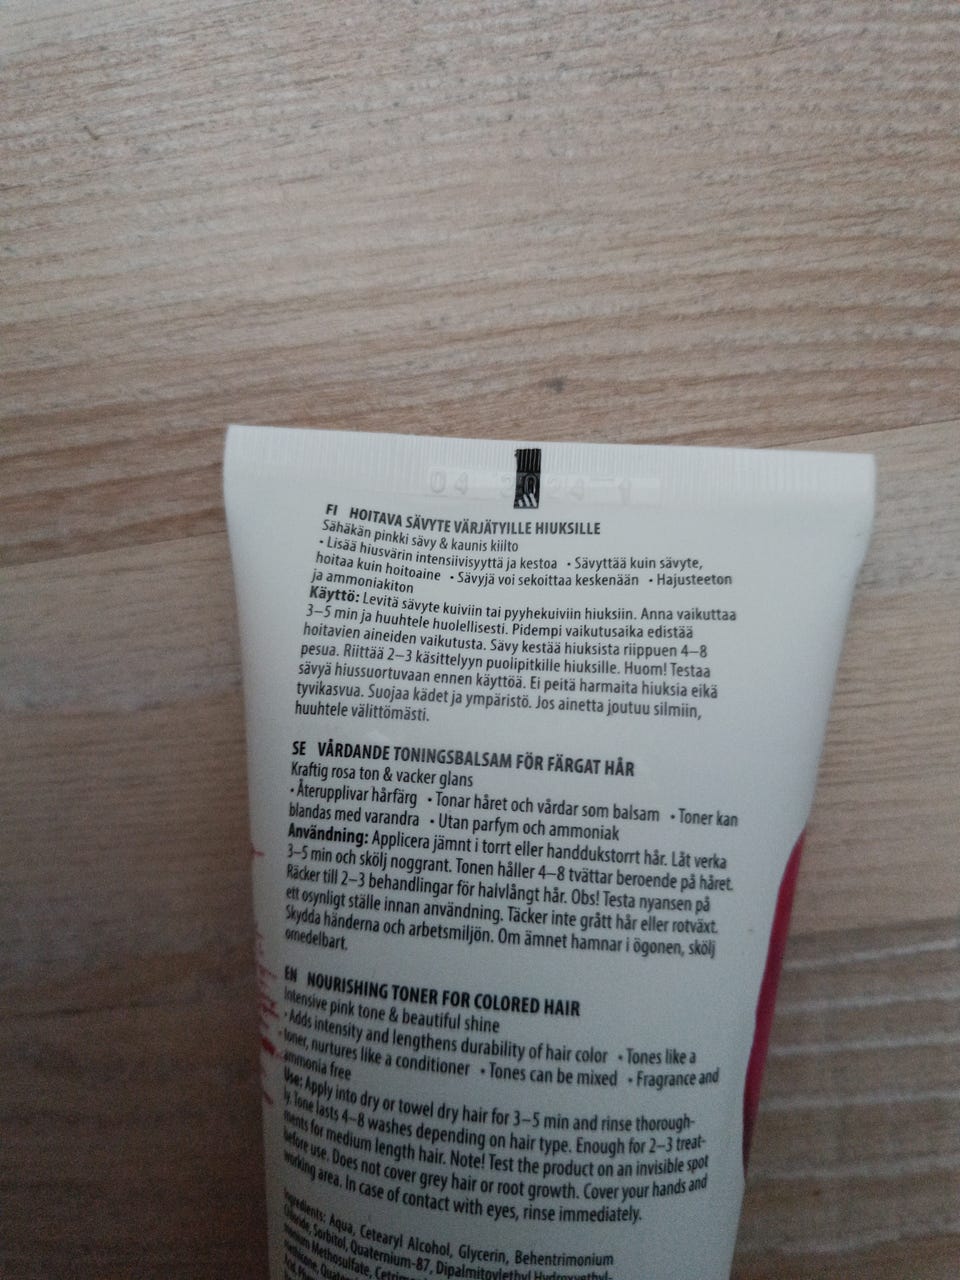 FI HOITAVA SÄVYTE VÄRJÄTYILLE HIUKSILLE
Sähäkän pinkki sävy & kaunis kiilto
• Lisää hiusvärin intensiivisyyttä ja kestoa • Sävyttää kuin sävyte,
hoitaa kuin hoitoaine • Sävyjä voi sekoittaa keskenään • Hajusteeton
ja ammoniakiton
Käyttö: Levitä sävyte kuiviin tai pyyhekuiviin hiuksiin. Anna vaikuttaa
3–5 min ja huuhtele huolellisesti. Pidempi vaikutusaika edistää
hoitavien aineiden vaikutusta. Sävy kestää hiuksista riippuen 4–8
pesua. Riittää 2–3 käsittelyyn puolipitkille hiuksille. Huom! Testaa
sävyä hiussuortuvaan ennen käyttöä. Ei peitä harmaita hiuksia eikä
tyvikasvua. Suojaa kädet ja ympäristö. Jos ainetta joutuu silmiin,
huuhtele välittömästi.
SE VÅRDANDE TONINGSBALSAM FÖR FÄRGAT HÅR
Kraftig rosa ton & vacker glans
• Återupplivar hårfärg • Tonar håret och vårdar som balsam • Toner kan
blandas med varandra • Utan parfym och ammoniak
Användning: Applicera jämnt i torrt eller handdukstorrt hår. Låt verka
3–5 min och skölj noggrant. Tonen håller 4–8 tvättar beroende på håret.
Räcker till 2–3 behandlingar för halvlångt hår. Obs! Testa nyansen på
ett osynligt ställe innan användning. Täcker inte grått hår eller rotväxt.
Skydda händerna och arbetsmiljön. Om ämnet hamnar i ögonen, skölj
omedelbart.
EN NOURISHING TONER FOR COLORED HAIR
Intensive pink tone & beautiful shine
• Adds intensity and lengthens durability of hair color • Tones like a
toner, nurtures like a conditioner • Tones can be mixed • Fragrance and
ammonia free
Use: Apply into dry or towel dry hair for 3–5 min and rinse thorough-
ly. Tone lasts 4–8 washes depending on hair type. Enough for 2–3 treat-
ments for medium length hair. Note! Test the product on an invisible spot
before use. Does not cover grey hair or root growth. Cover your hands and
working area. In case of contact with eyes, rinse immediately.
Ingredients: Aqua, Cetearyl Alcohol, Glycerin, Behentrimonium
Chloride, Sorbitol, Quaternium-87, Dipalmitoylethyl Hydroxyethyl-
monium Methosulfate,